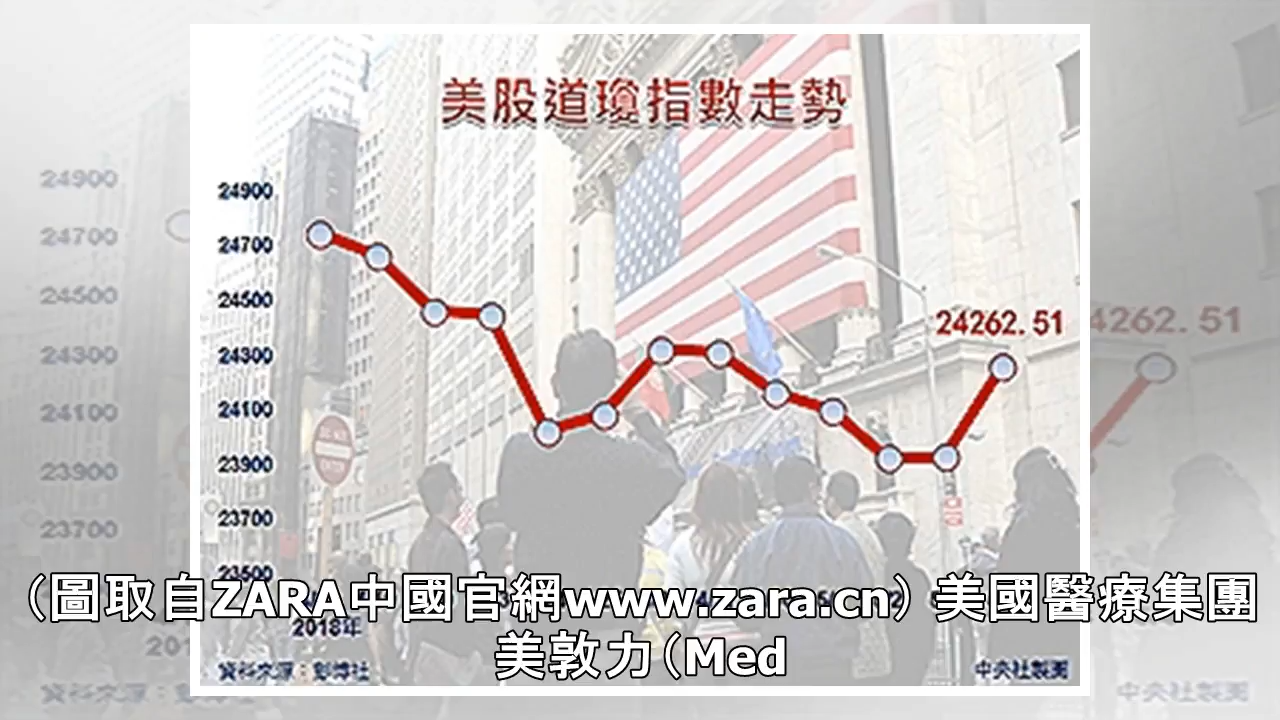 美股道瓊指數走勢
24900
24700
24500
24300
24100
23900
23700
23500
24262.51
2018年
資料來源：彭博社
中央社製圖
（圖取自ZARA中國官網www.zara.cn）美國醫療集團
美敦力（Med